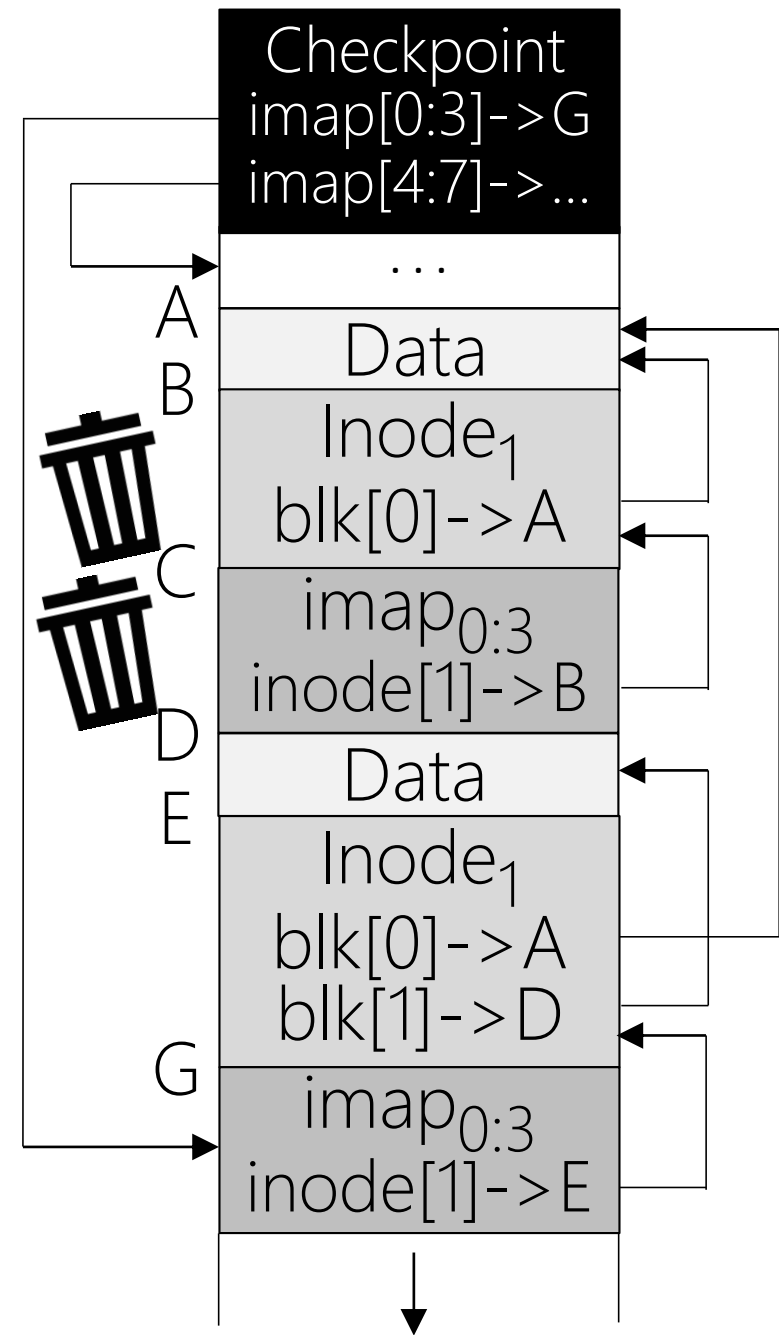 Checkpoint
imap[0:3]->G
imap[4:7]->...
...
A
Data
B
Inode₁
blk[0]->A
C
imap₀:₃
inode[1]->B
D
Data
E
Inode₁
blk[0]->A
blk[1]->D
G
imap₀:₃
inode[1]->E